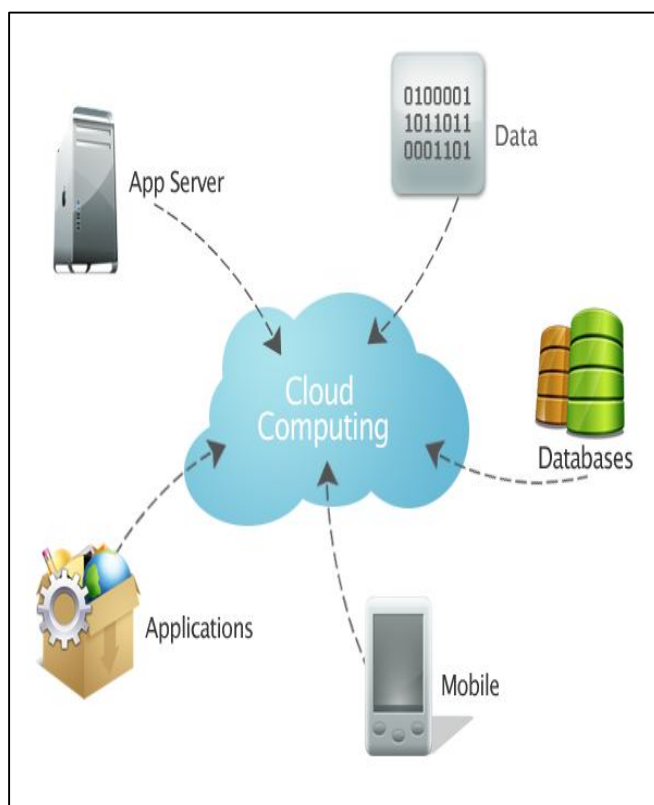 0100001
1011011
0001101
Data
App Server
Cloud
Computing
Databases
Applications
Mobile